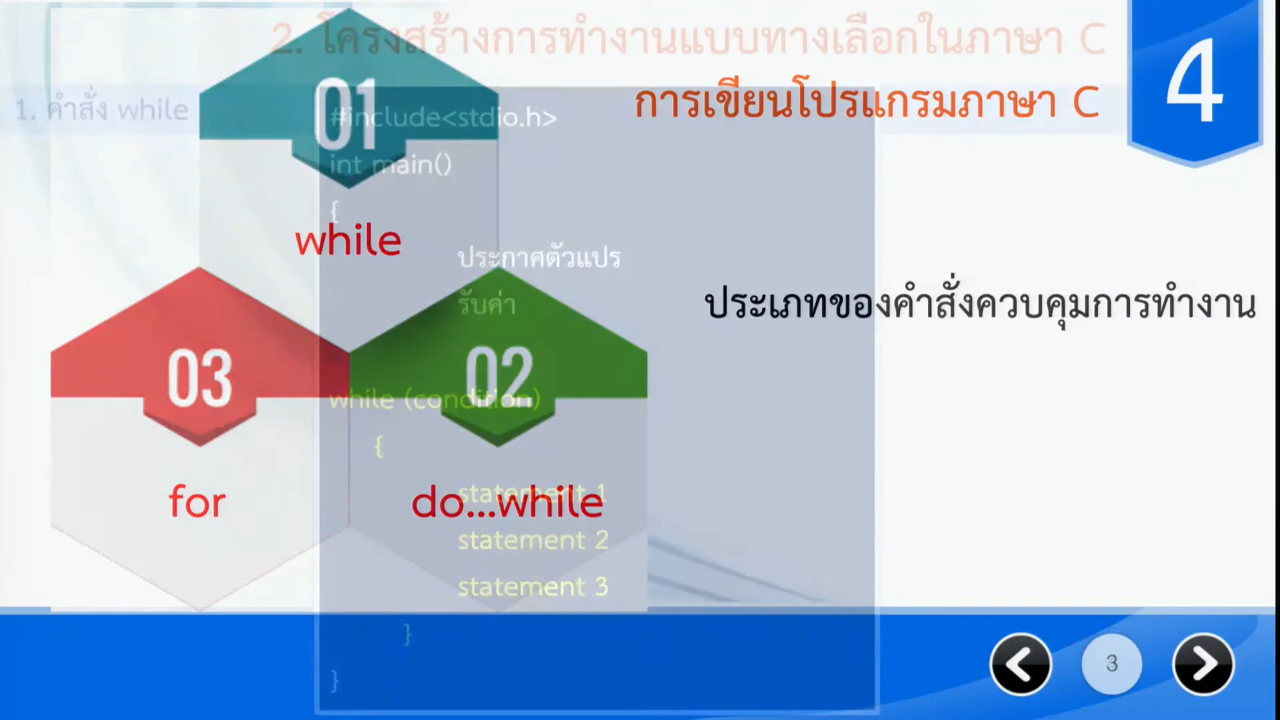 2. โครงสร้างการทำงานแบบทางเลือกในภาษา C
4
การเขียนโปรแกรมภาษา C
1. คำสั่ง while
01
#include<stdio.h>
int main()
{
while
ประกาศตัวแปร
รับค่า
ประเภทของคำสั่งควบคุมการทำงาน
03
02
while (condition)
{
for
do...while
statement 1
statement 2
statement 3
}
}
3